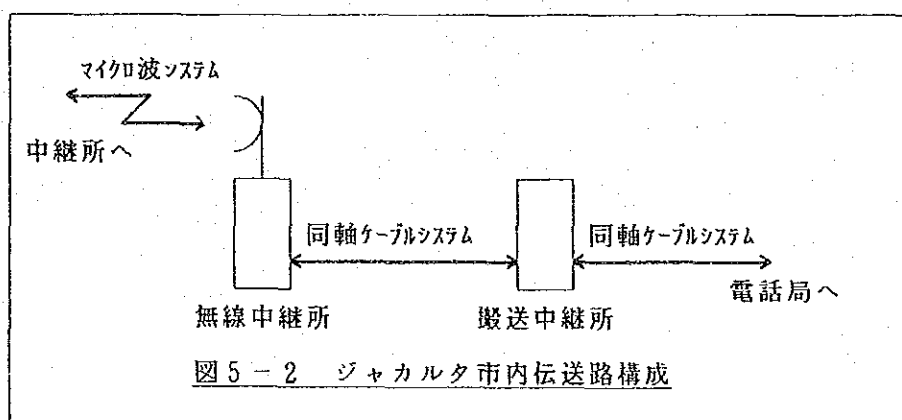 マイクロ波システム
中継所へ
同軸ケーブルシステム
同軸ケーブルシステム
電話局へ
無線中継所
搬送中継所
図5-2 ジャカルタ市内伝送路構成